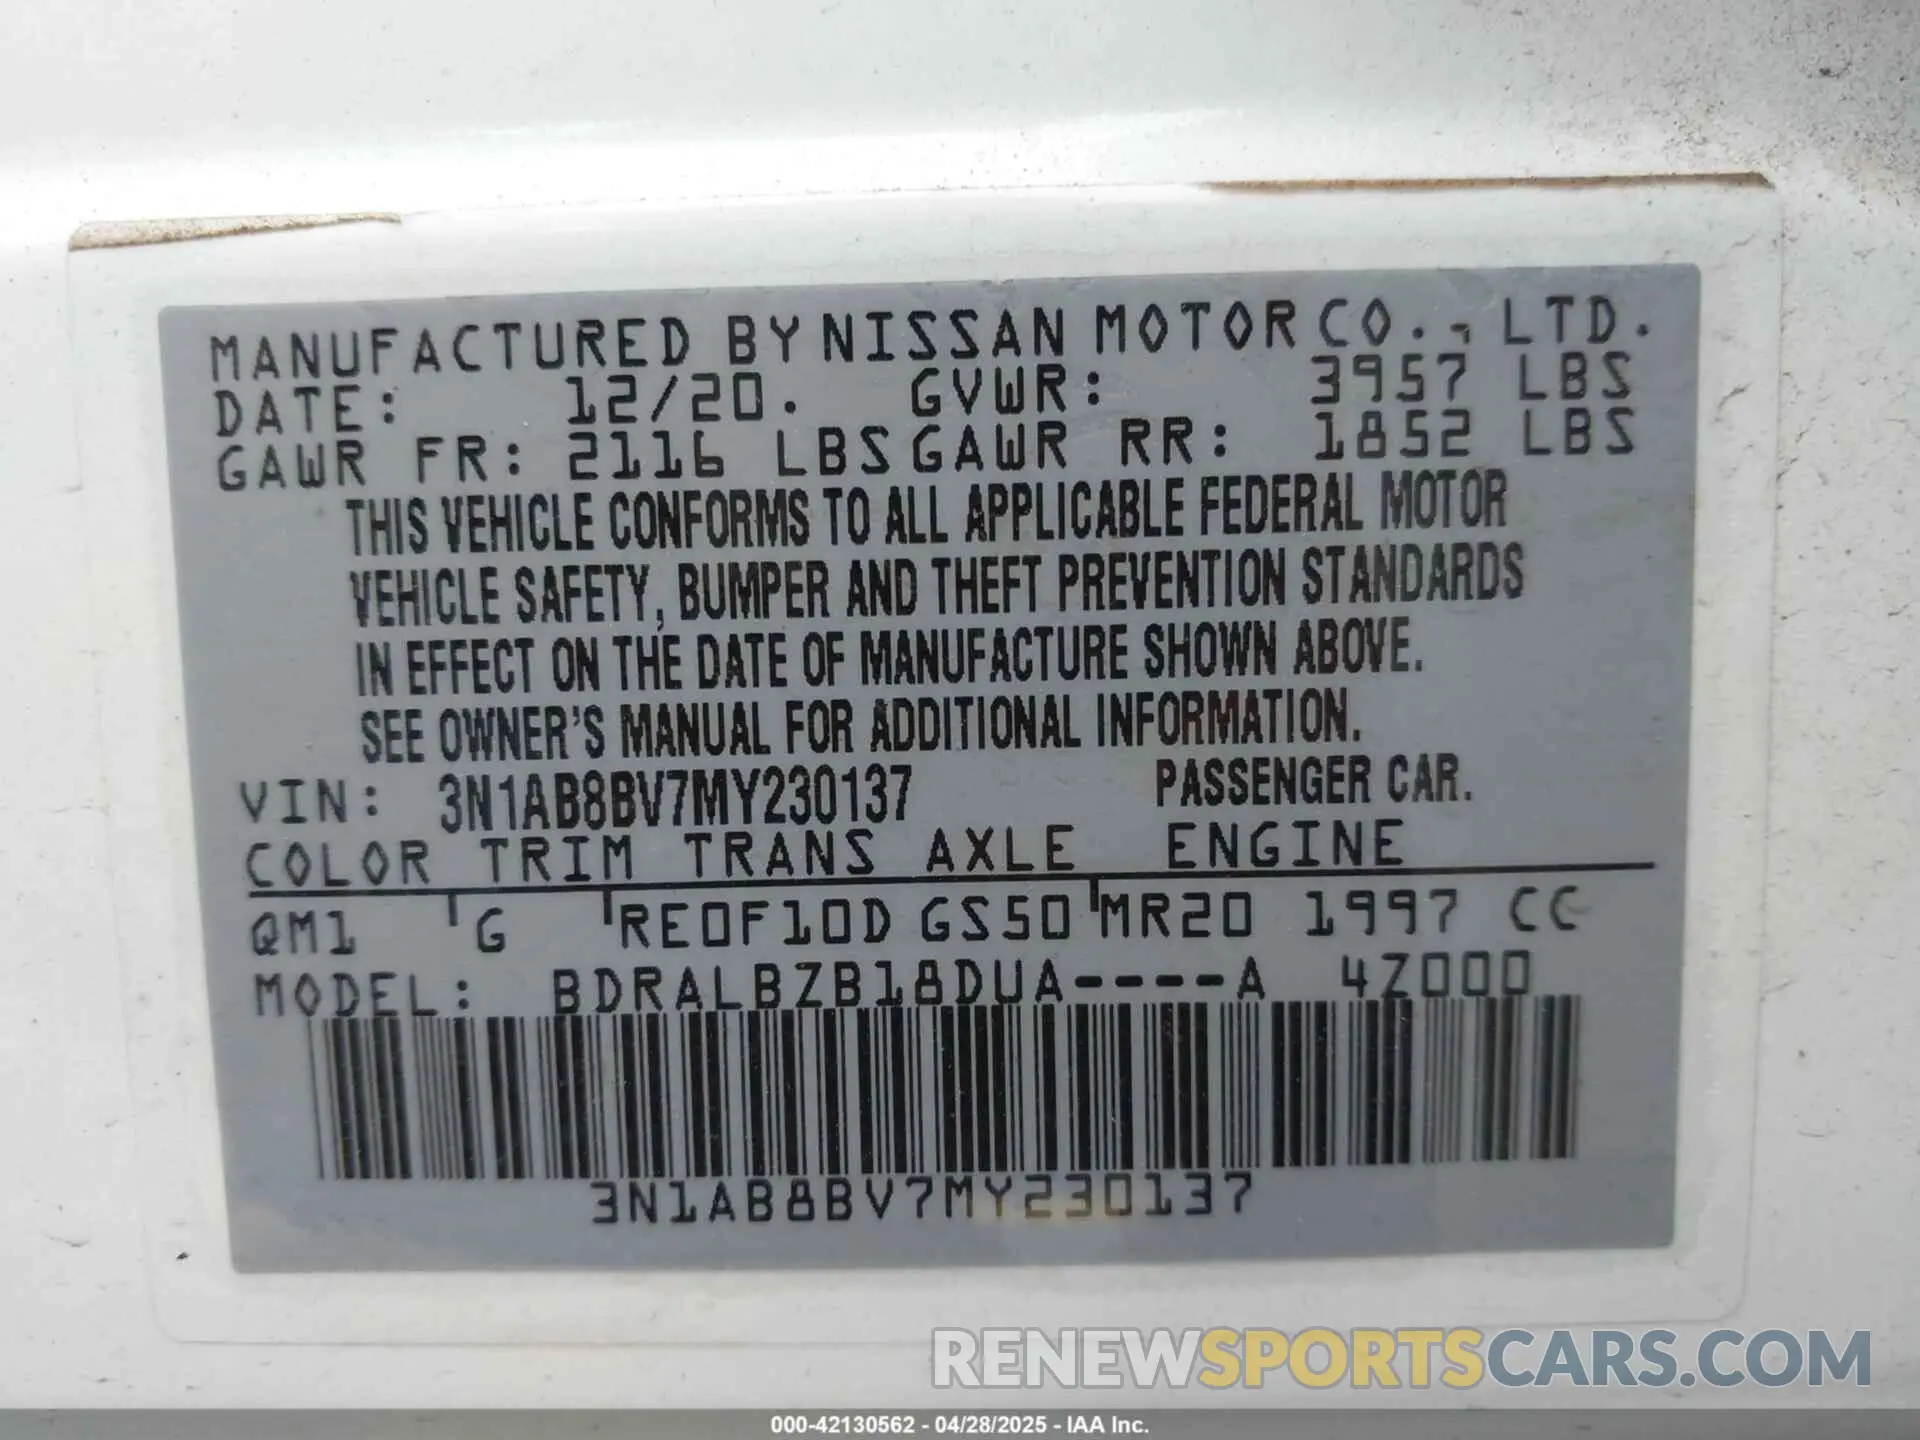 MANUFACTURED BY NISSAN MOTOR CO., LTD.
DATE: 12/20. GVWR: 3957 LBS
GAWR FR: 2116 LBS GAWR RR: 1852 LBS
THIS VEHICLE CONFORMS TO ALL APPLICABLE FEDERAL MOTOR
VEHICLE SAFETY, BUMPER AND THEFT PREVENTION STANDARDS
IN EFFECT ON THE DATE OF MANUFACTURE SHOWN ABOVE.
SEE OWNER'S MANUAL FOR ADDITIONAL INFORMATION.
VIN: 3N1AB8BV7MY230137 PASSENGER CAR.
COLOR TRIM TRANS AXLE ENGINE
QM1 G RE0F10D GS50 MR20 1997 CC
MODEL: BDRALBZB18DUA----A 4Z000
3N1AB8BV7MY230137
RENEWSPORTSCARS.COM
000-42130562 - 04/28/2025 - IAA Inc.